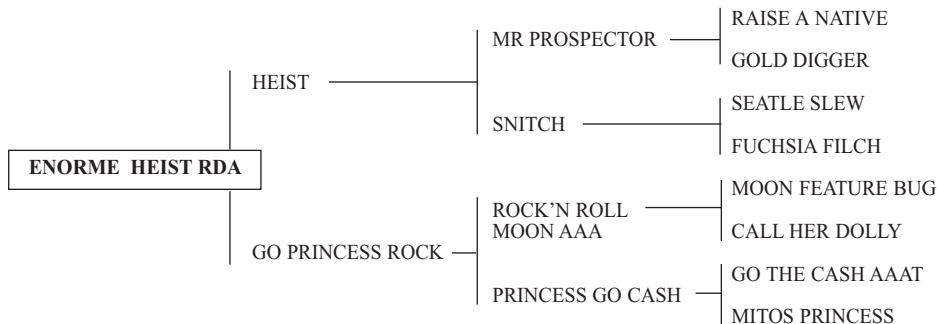 RAISE A NATIVE
MR PROSPECTOR
GOLD DIGGER
HEIST
SEATLE SLEW
SNITCH
FUCHSIA FILCH
ENORME HEIST RDA
MOON FEATURE BUG
ROCK’N ROLL
MOON AAA
CALL HER DOLLY
GO PRINCESS ROCK
GO THE CASH AAAT
PRINCESS GO CASH
MITOS PRINCESS